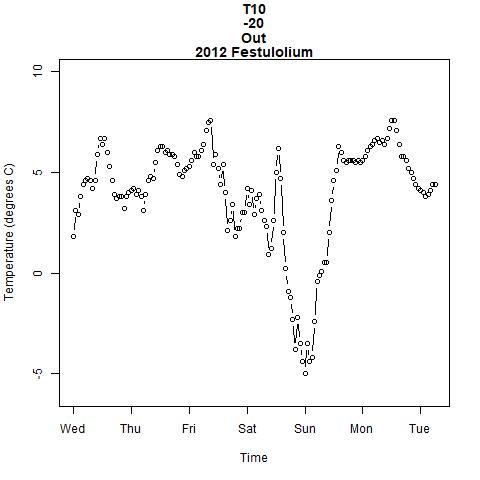 T10
-20
Out
2012 Festulolium
10
5
0
-5
Temperature (degrees C)
Wed Thu Fri Sat Sun Mon Tue
Time